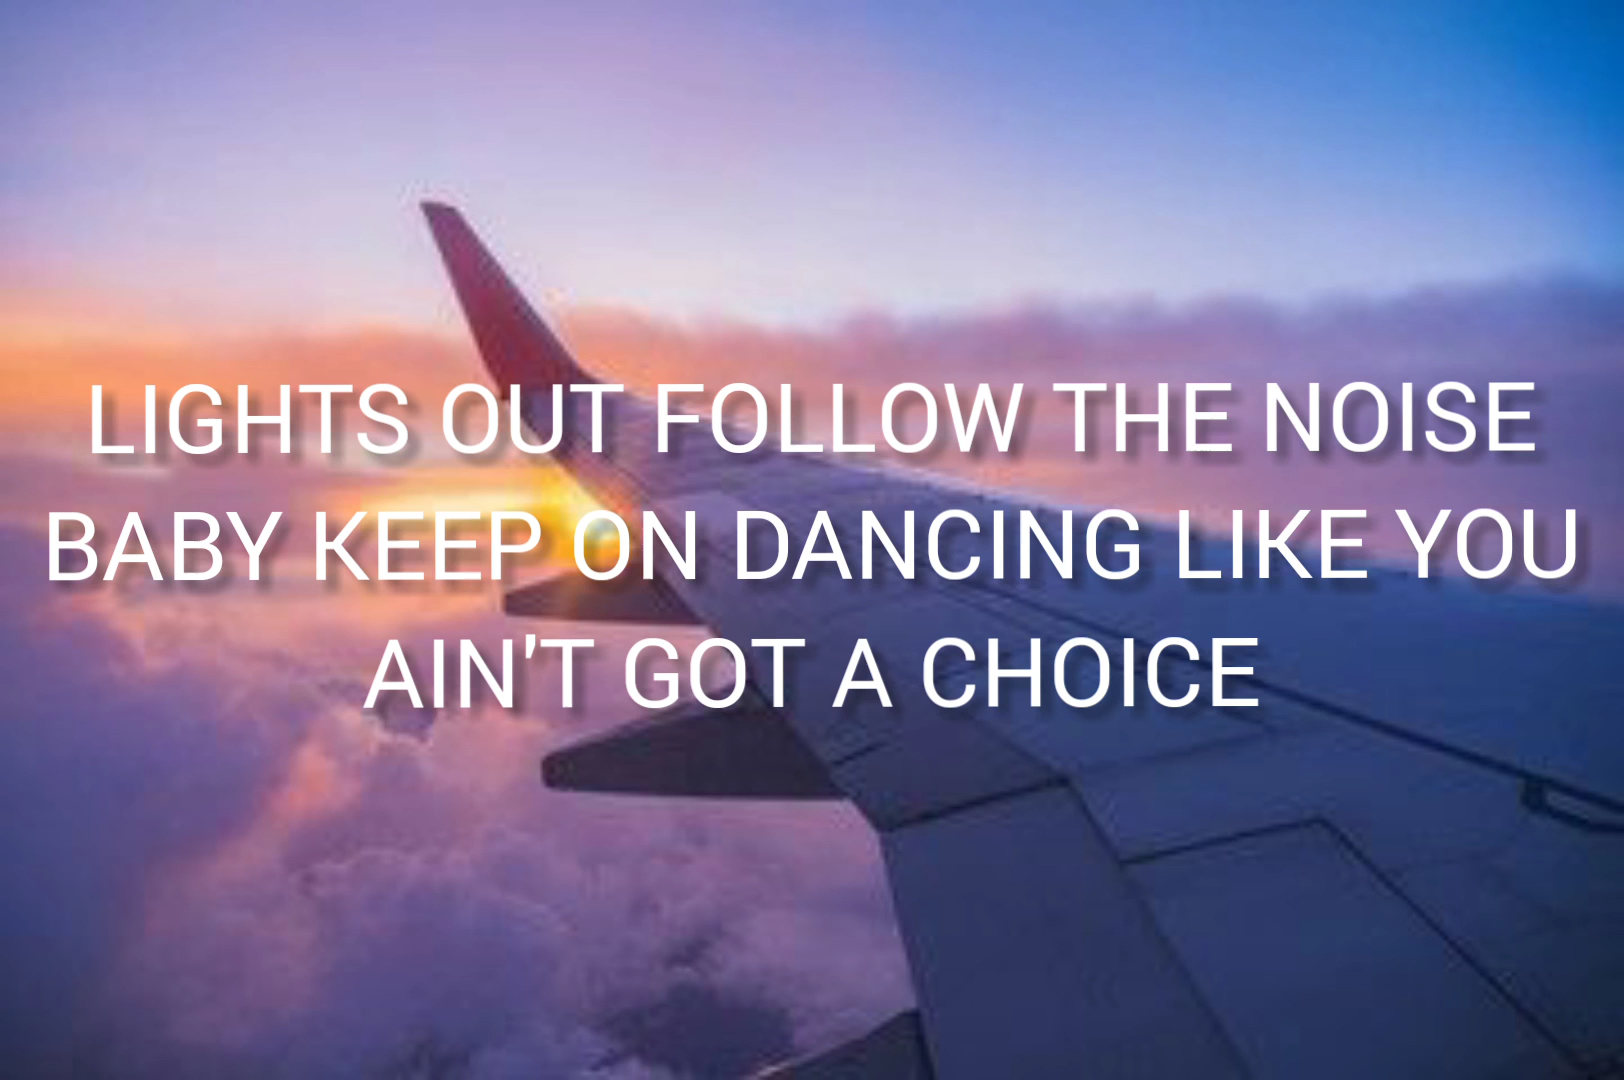 LIGHTS OUT FOLLOW THE NOISE
BABY KEEP ON DANCING LIKE YOU
AIN'T GOT A CHOICE